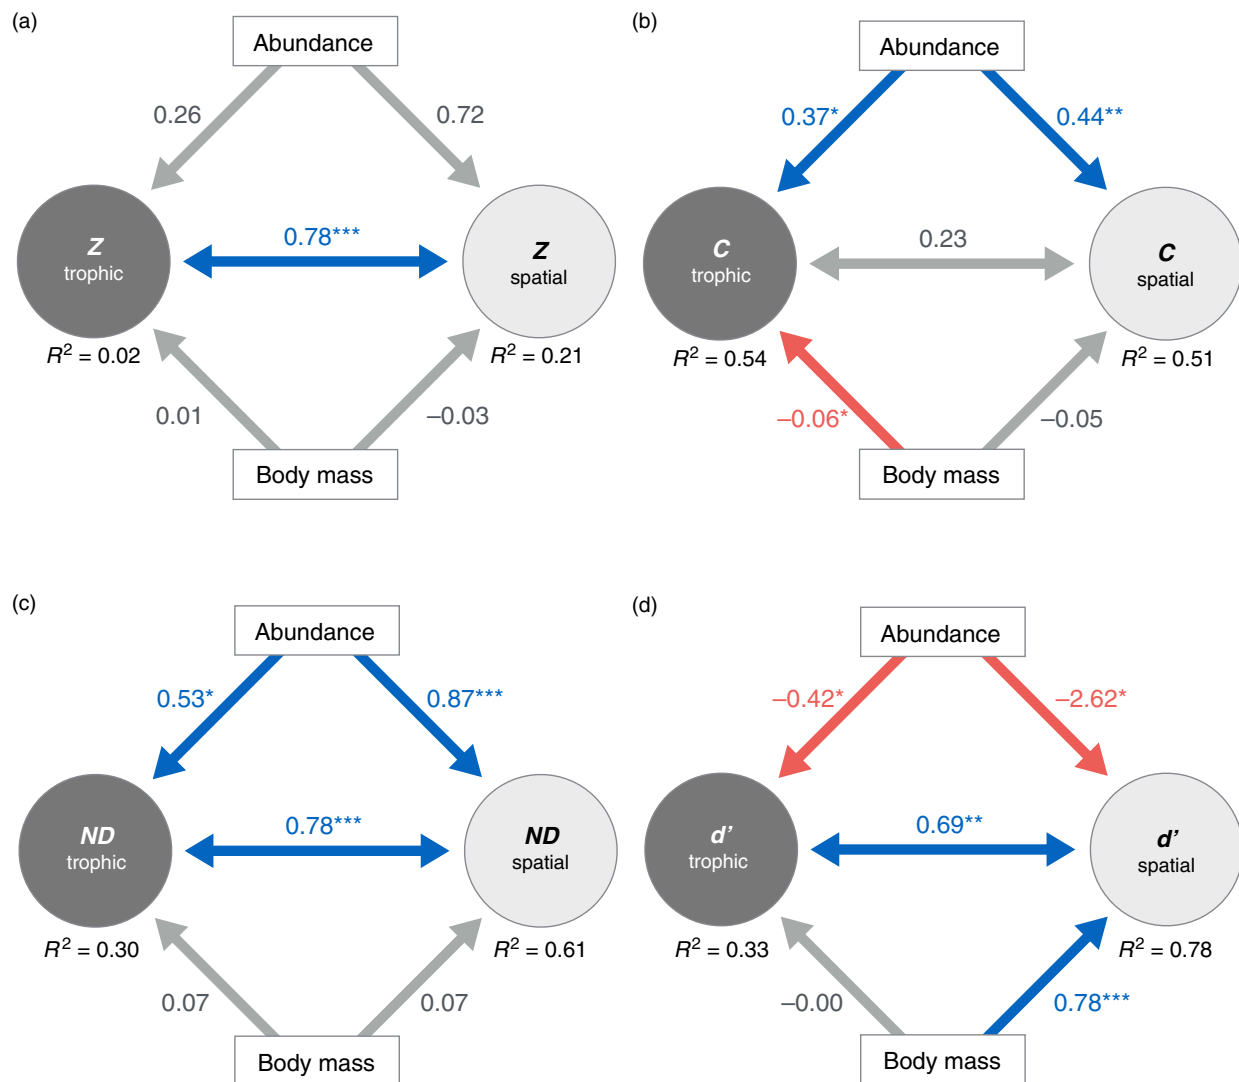 (a)
Abundance
0.26
0.72
Z
trophic
0.78***
Z
spatial
R² = 0.02
R² = 0.21
0.01
–0.03
Body mass
(b)
Abundance
0.37*
0.44**
C
trophic
0.23
C
spatial
R² = 0.54
R² = 0.51
–0.06*
–0.05
Body mass
(c)
Abundance
0.53*
0.87***
ND
trophic
0.78***
ND
spatial
R² = 0.30
R² = 0.61
0.07
0.07
Body mass
(d)
Abundance
–0.42*
–2.62*
d'
trophic
0.69**
d'
spatial
R² = 0.33
R² = 0.78
–0.00
0.78***
Body mass